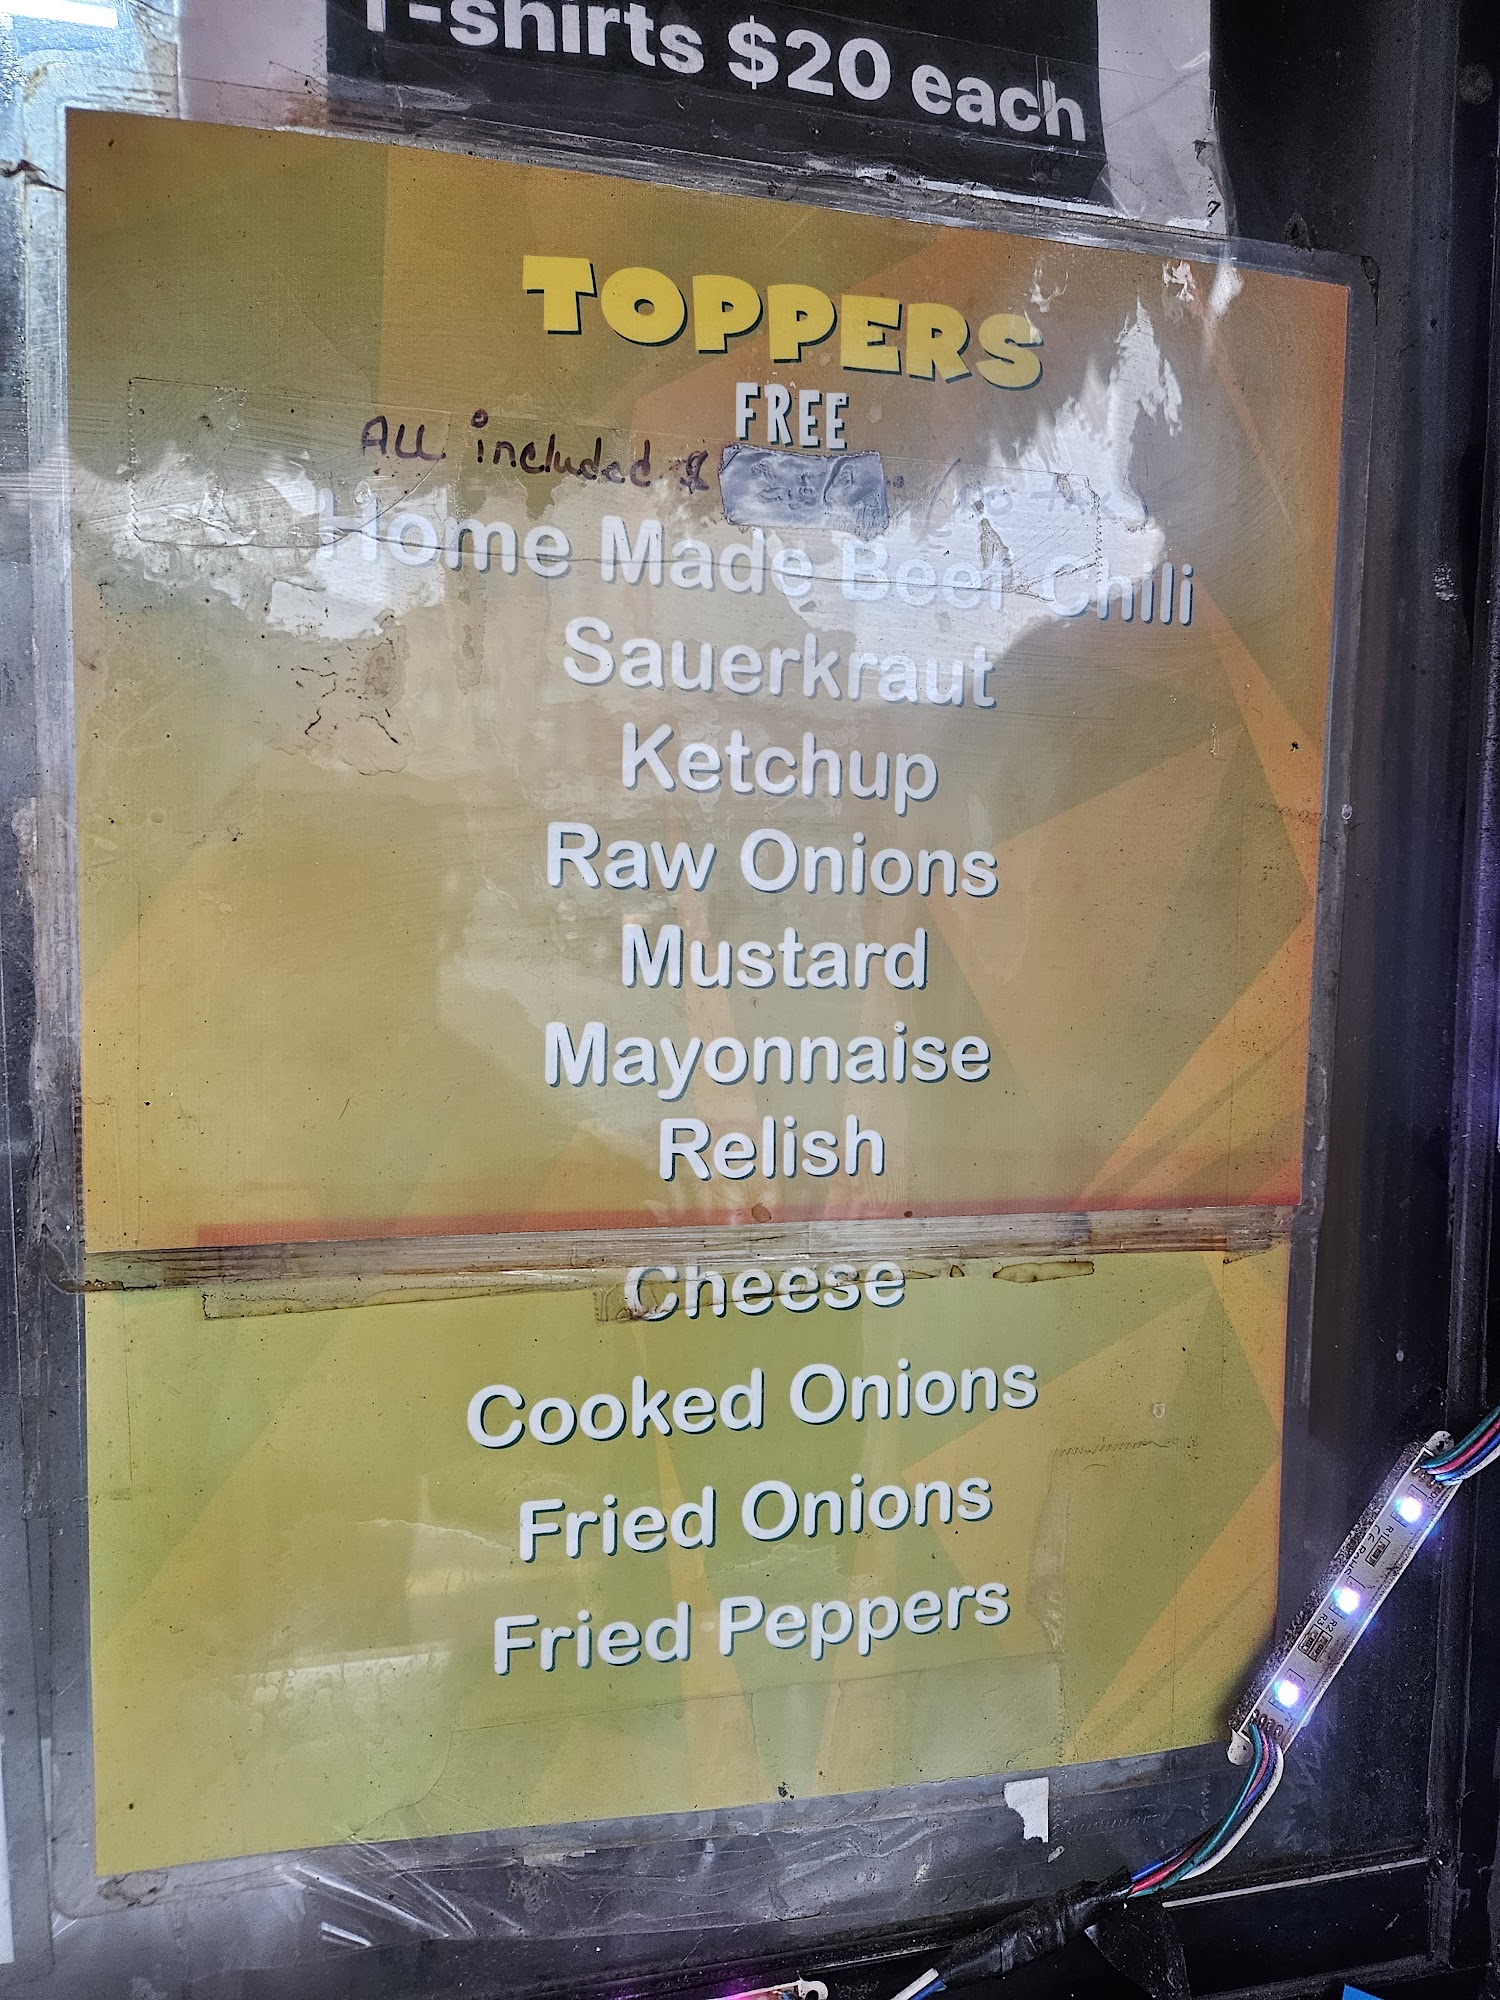 T-shirts $20 each
TOPPERS
FREE
ALL included $
Home Made Beef Chili
Sauerkraut
Ketchup
Raw Onions
Mustard
Mayonnaise
Relish
Cheese
Cooked Onions
Fried Onions
Fried Peppers